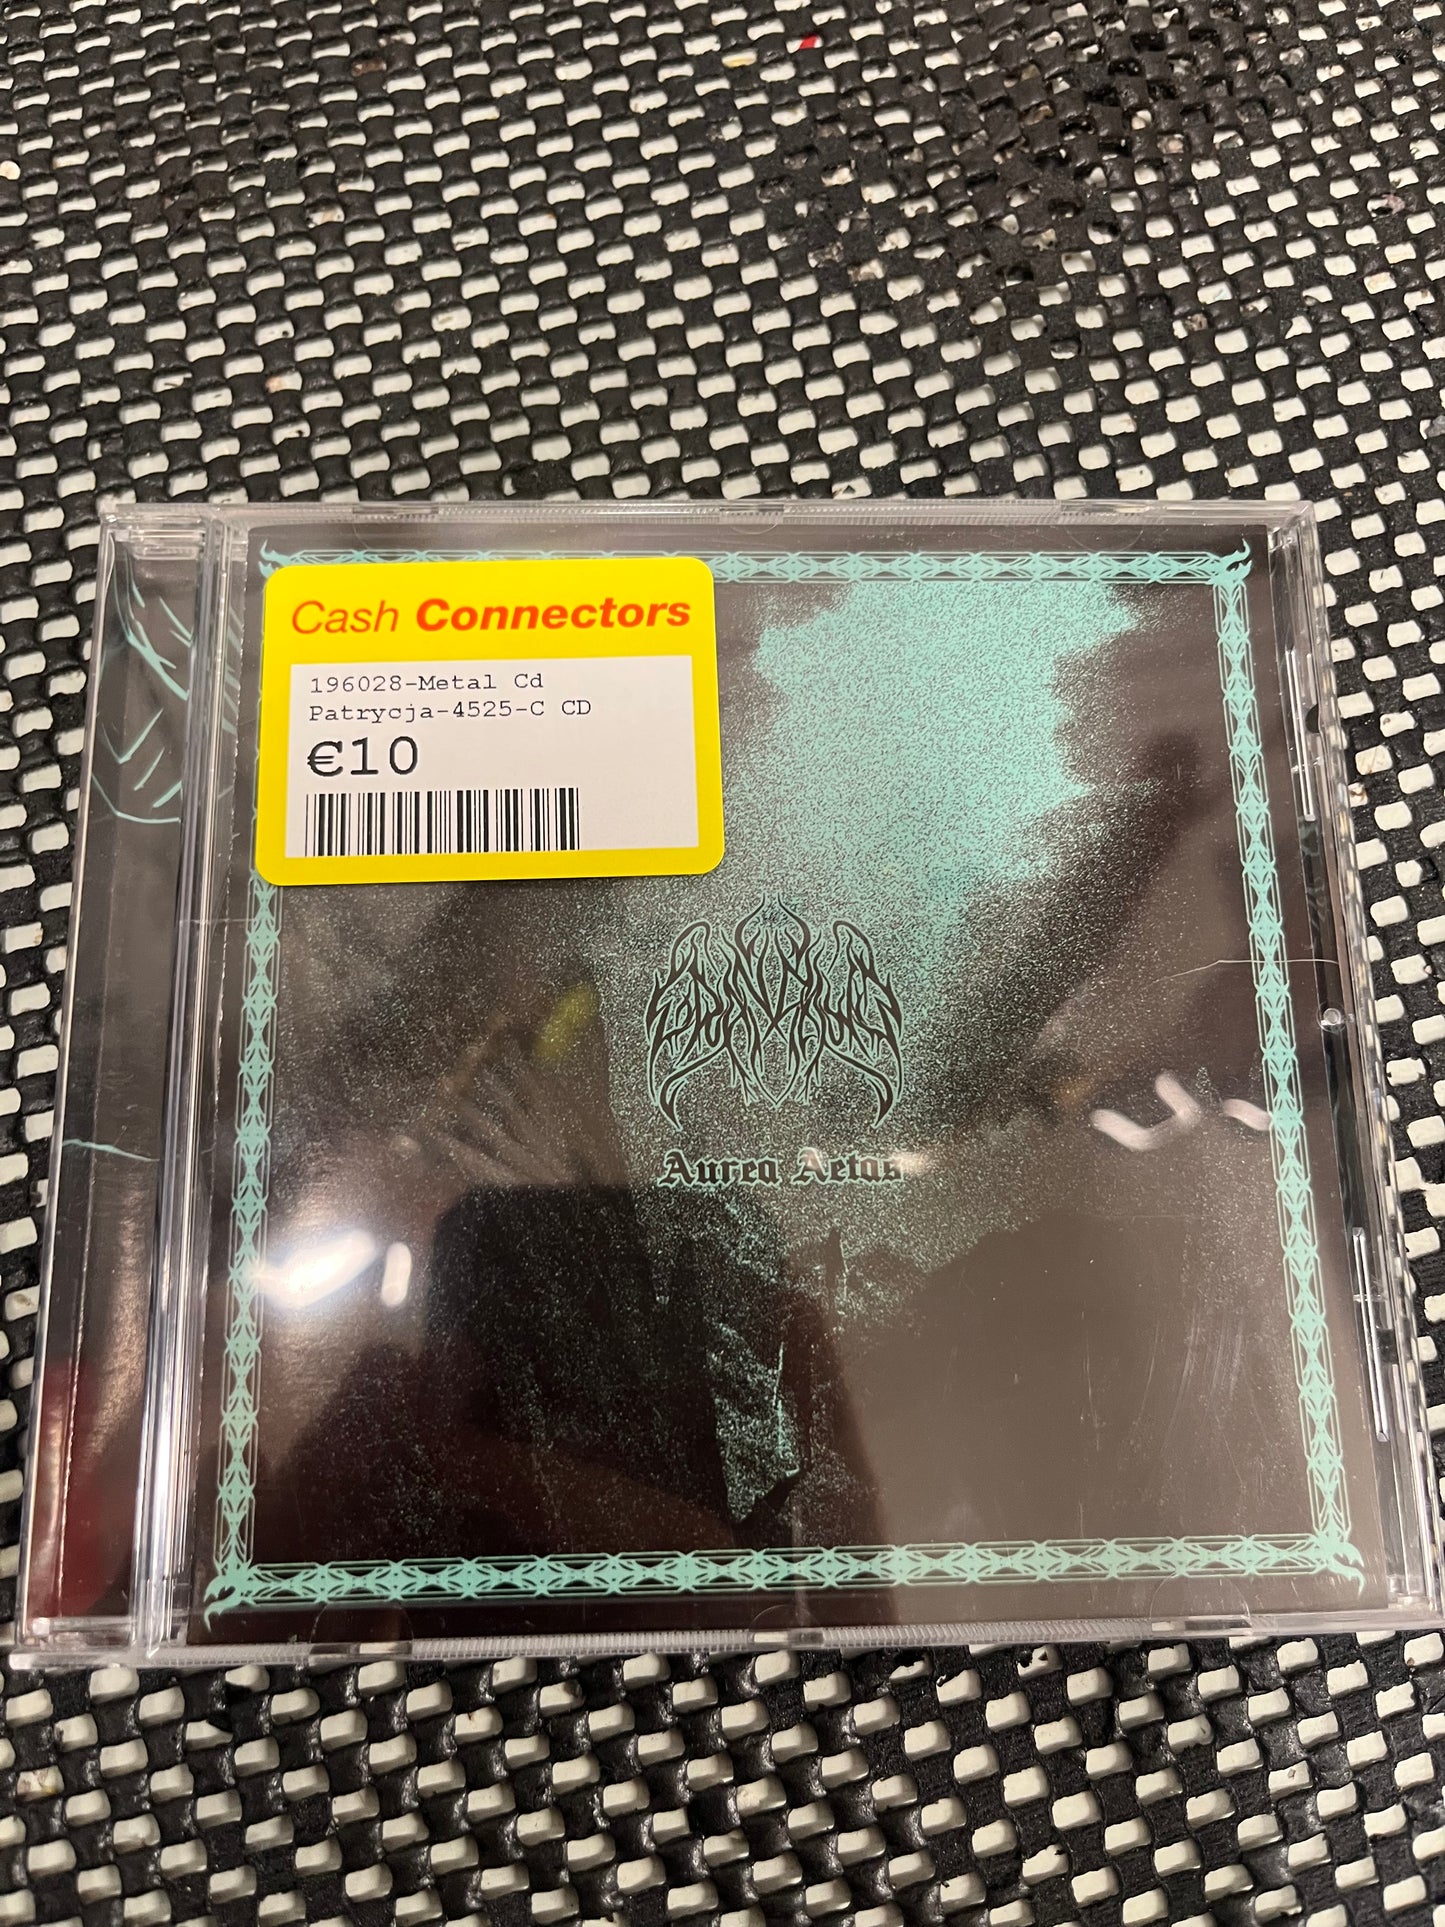 Cash Connectors
196028-Metal Cd
Patrycja-4525-C CD
€10
Aurea Aetas